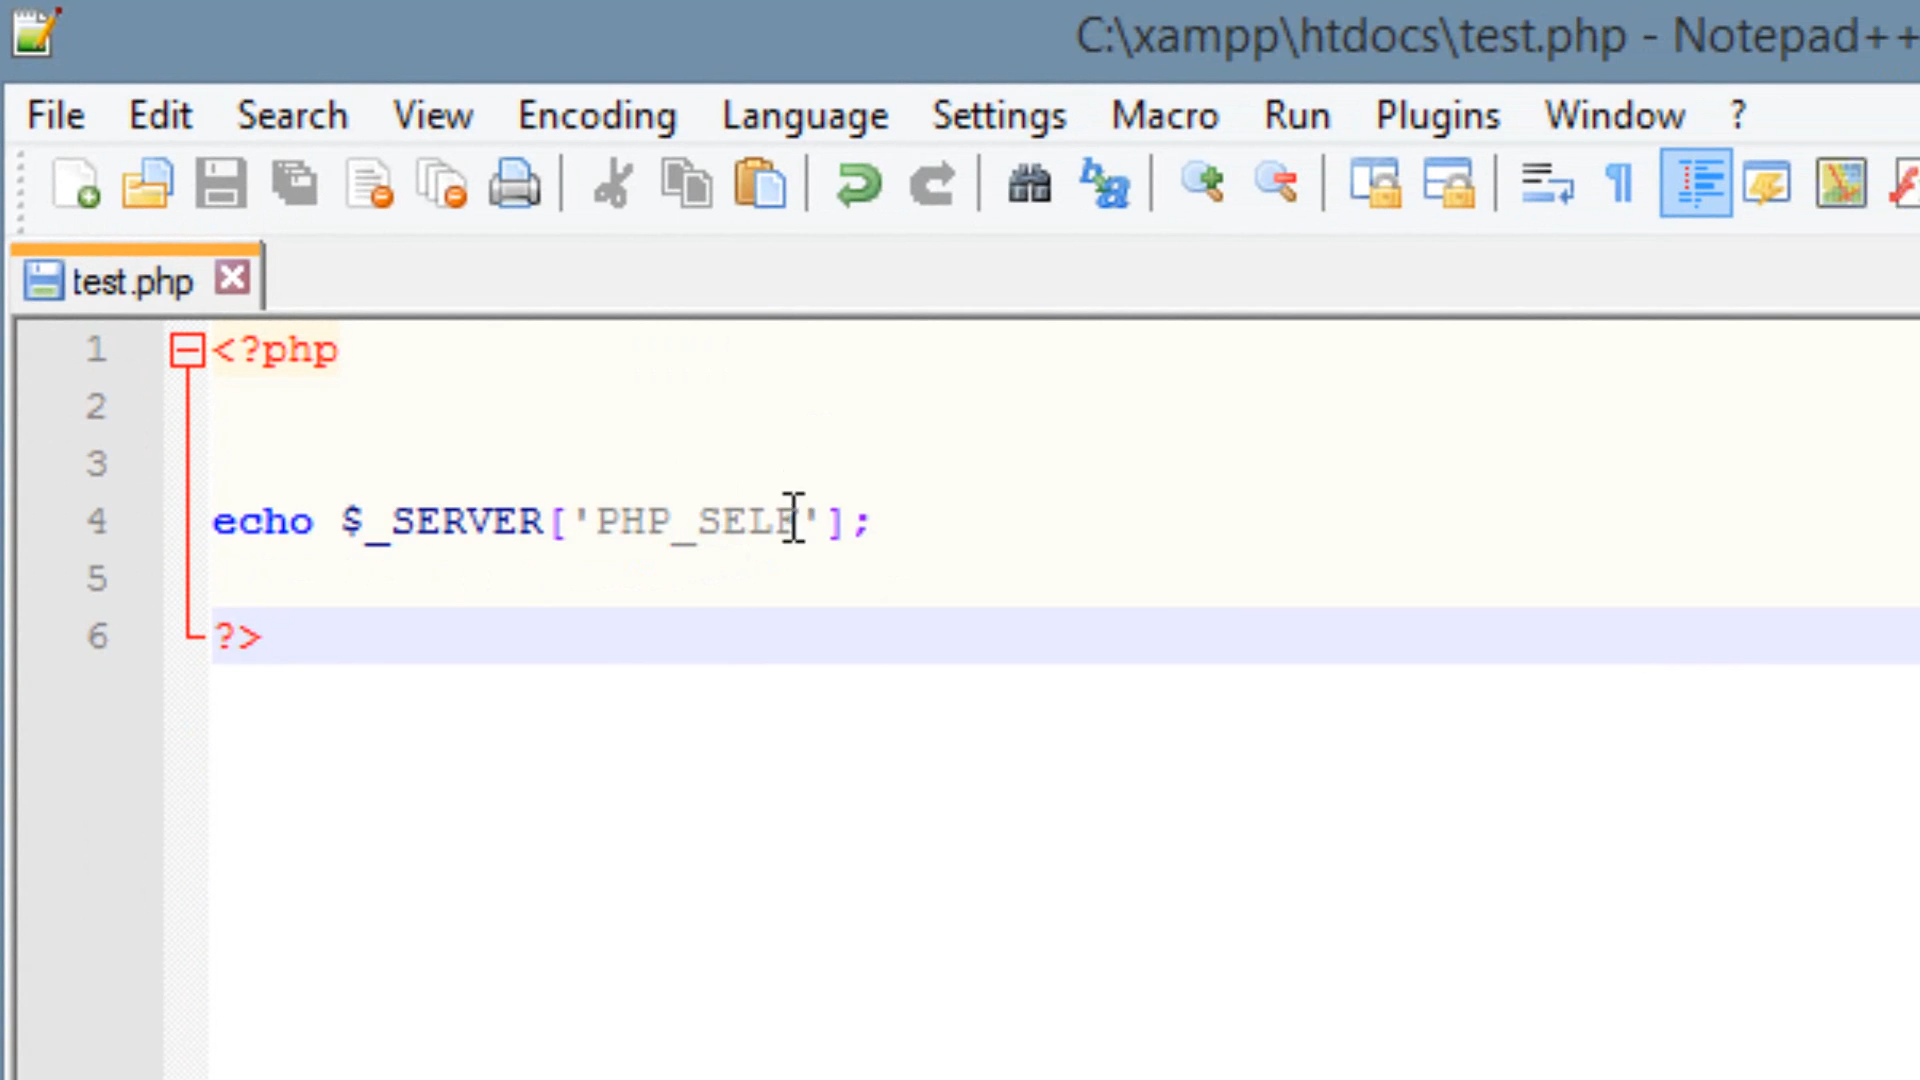 C:\xampp\htdocs\test.php - Notepad++
File Edit Search View Encoding Language Settings Macro Run Plugins Window ?
test.php
1 <?php
2
3
4 echo $_SERVER['PHP_SELF'];
5
6 ?>